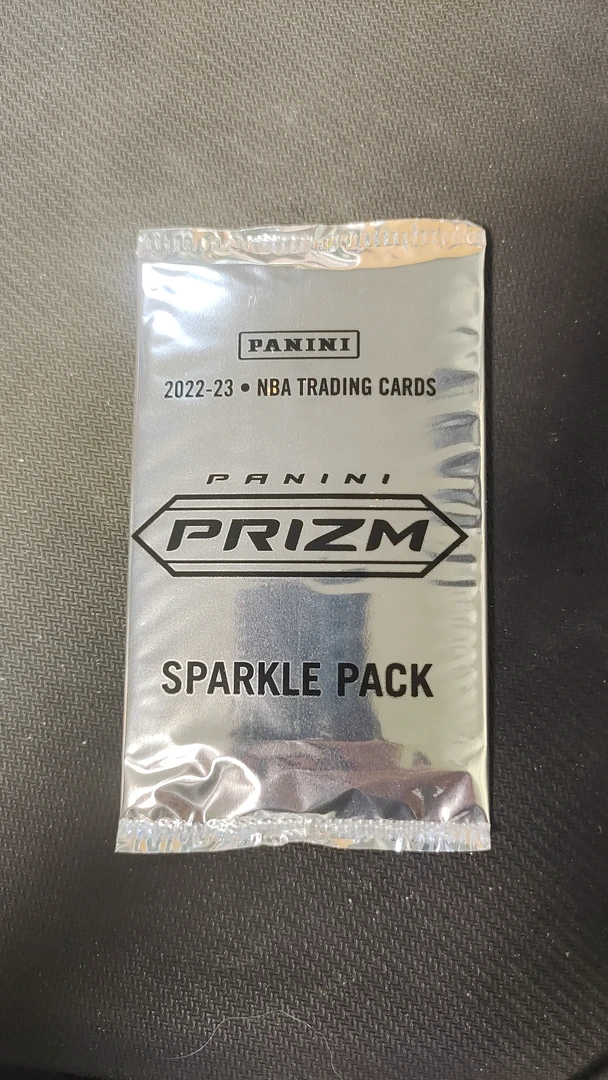 PANINI
2022-23 • NBA TRADING CARDS
PANINI
PRIZM
SPARKLE PACK